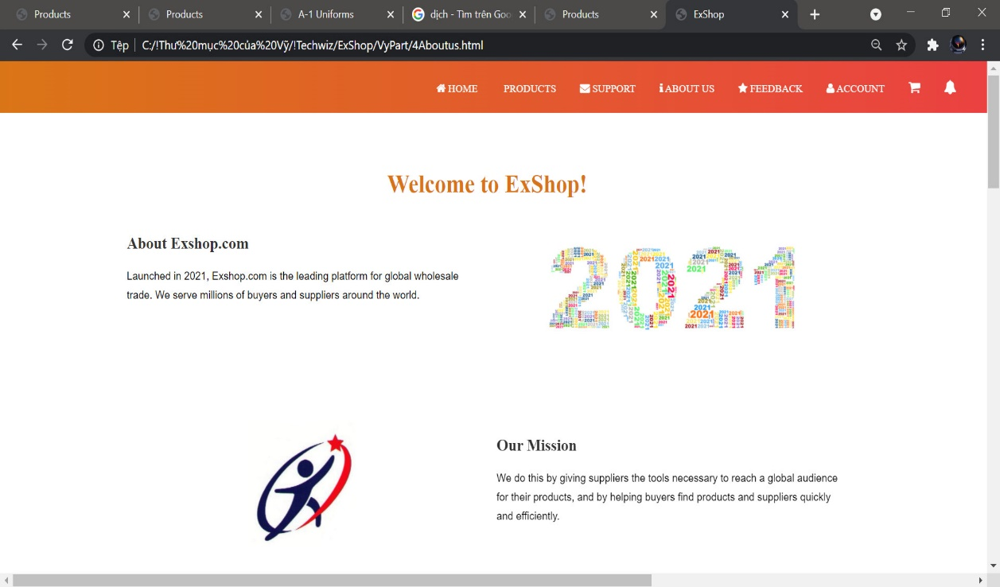 Products
Products
A-1 Uniforms
dịch - Tìm trên Goo
Products
ExShop
Tệp
C:/!Thư%20mục%20của%20Vỹ/!Techwiz/ExShop/VyPart/4Aboutus.html
HOME PRODUCTS SUPPORT ABOUT US FEEDBACK ACCOUNT
Welcome to ExShop!
About Exshop.com
Launched in 2021, Exshop.com is the leading platform for global wholesale
trade. We serve millions of buyers and suppliers around the world.
2021
Our Mission
We do this by giving suppliers the tools necessary to reach a global audience
for their products, and by helping buyers find products and suppliers quickly
and efficiently.